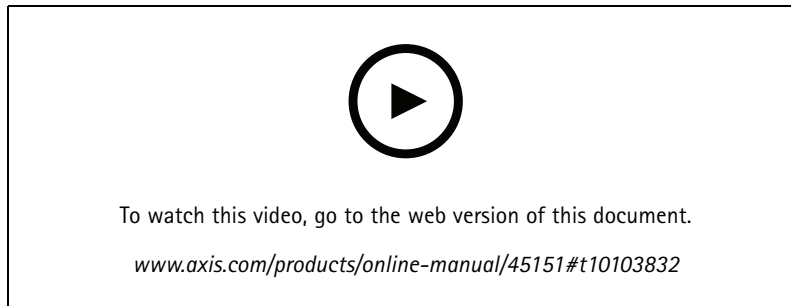 To watch this video, go to the web version of this document.
www.axis.com/products/online-manual/45151#t10103832